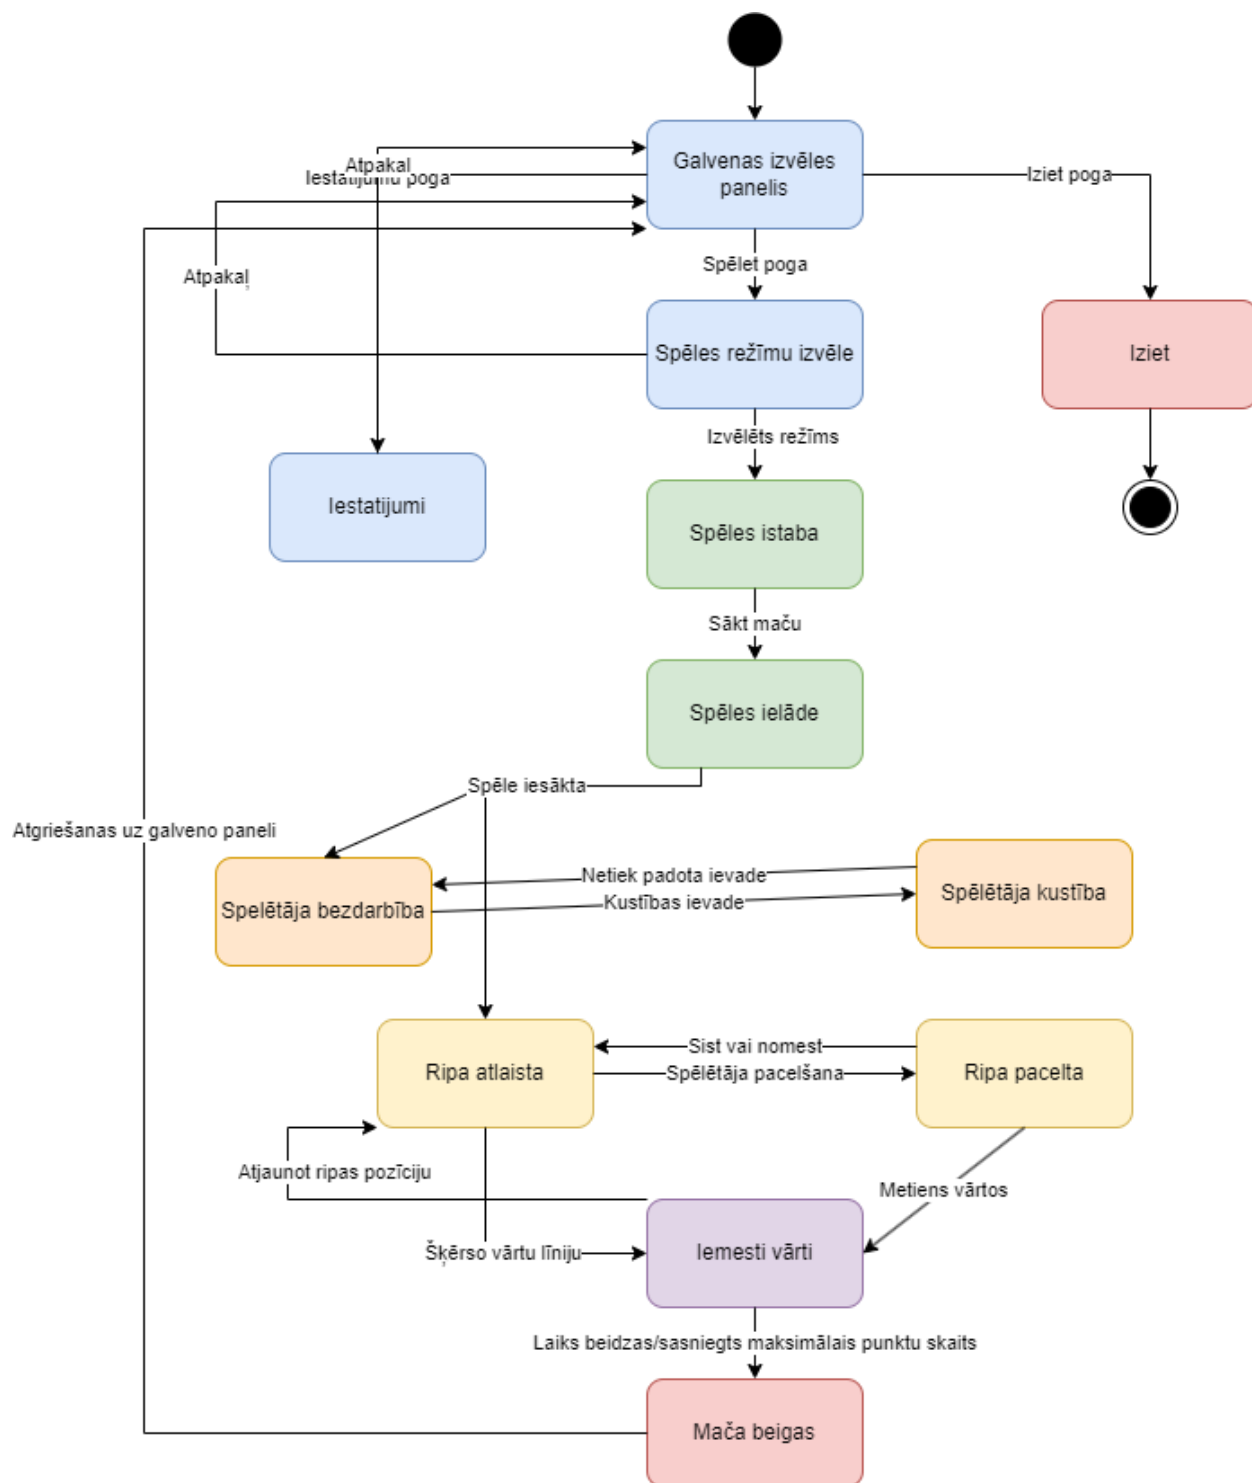 Galvenas izvēles
panelis
Atpakaļ
Iestatījumu poga
Iziet poga
Spēlet poga
Atpakaļ
Spēles režīmu izvēle
Iziet
Izvēlēts režīms
Iestatijumi
Spēles istaba
Sākt maču
Spēles ielāde
Spēle iesākta
Atgriešanas uz galveno paneli
Netiek padota ievade
Kustības ievade
Spelētāja bezdarbība
Spēlētāja kustība
Sist vai nomest
Spēlētāja pacelšana
Ripa atlaista
Ripa pacelta
Atjaunot ripas pozīciju
Metiens vārtos
Šķērso vārtu līniju
Iemesti vārti
Laiks beidzas/sasniegts maksimālais punktu skaits
Mača beigas